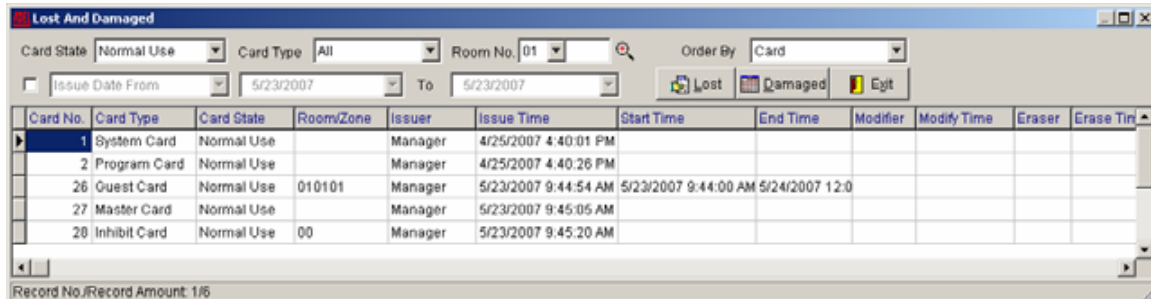 Lost And Damaged
Card State Normal Use Card Type All Room No. 01 Order By Card
Issue Date From 5/23/2007 To 5/23/2007 Lost Damaged Exit
Card No. Card Type Card State Room/Zone Issuer Issue Time Start Time End Time Modifier Modify Time Eraser Erase Tin
1 System Card Normal Use Manager 4/25/2007 4:40:01 PM
2 Program Card Normal Use Manager 4/25/2007 4:40:26 PM
26 Guest Card Normal Use 010101 Manager 5/23/2007 9:44:54 AM 5/23/2007 9:44:00 AM 5/24/2007 12:0
27 Master Card Normal Use Manager 5/23/2007 9:45:05 AM
28 Inhibit Card Normal Use 00 Manager 5/23/2007 9:45:20 AM
Record No./Record Amount: 1/6